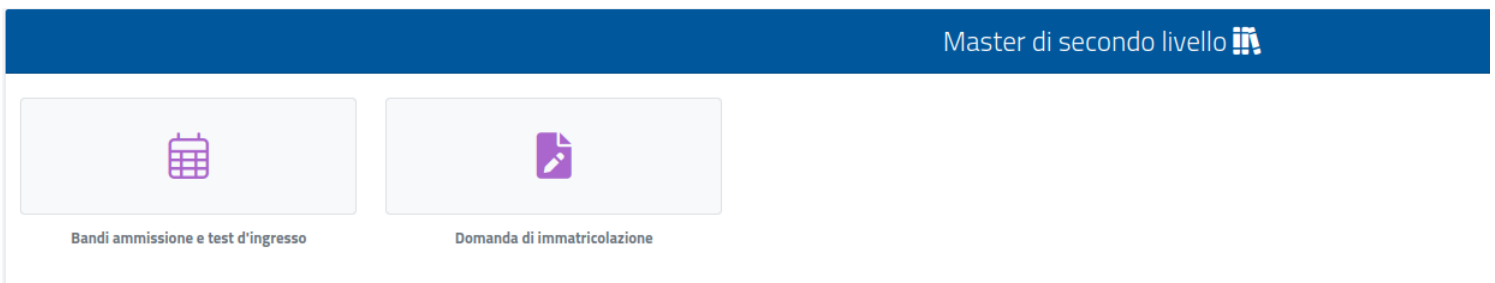 Master di secondo livello
Bandi ammissione e test d'ingresso
Domanda di immatricolazione